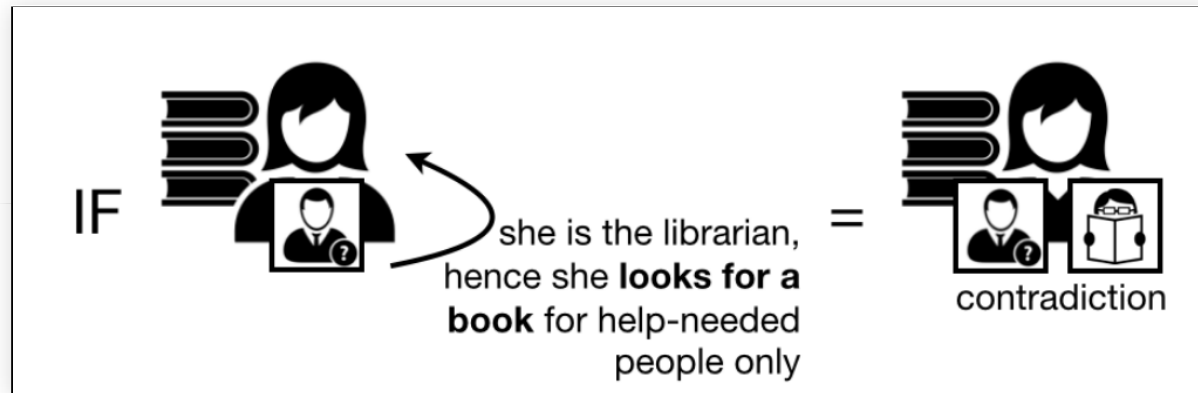 IF
she is the librarian,
hence she looks for a
book for help-needed
people only
=
contradiction
?
?